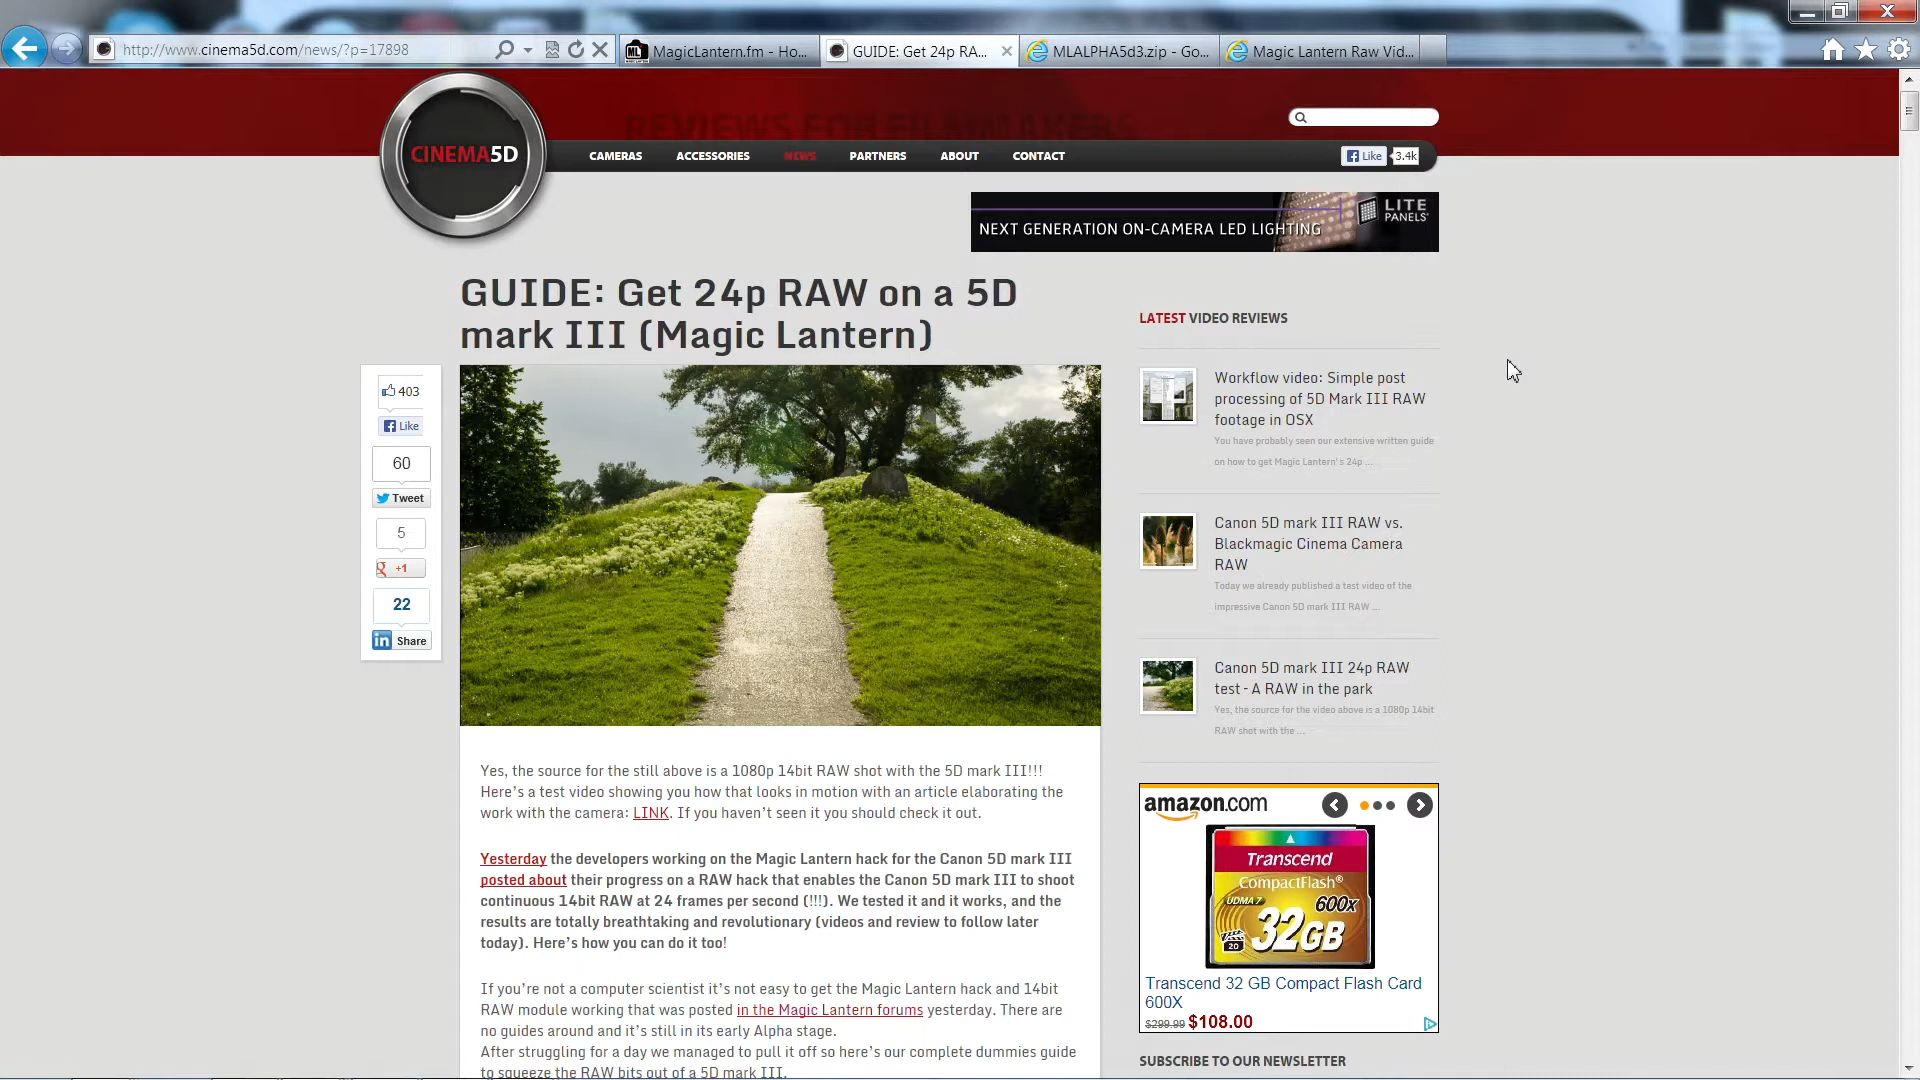 http://www.cinema5d.com/news/?p=17898
MagicLantern.fm - Ho...
GUIDE: Get 24p RA...
MLALPHA5d3.zip - Go...
Magic Lantern Raw Vid...
REVIEWS FOR FILMMAKERS
CINEMA5D
CAMERAS
ACCESSORIES
NEWS
PARTNERS
ABOUT
CONTACT
Like
3.4k
NEXT GENERATION ON-CAMERA LED LIGHTING
LITE
PANELS
GUIDE: Get 24p RAW on a 5D
mark III (Magic Lantern)
403
Like
60
Tweet
5
+1
22
in Share
Yes, the source for the still above is a 1080p 14bit RAW shot with the 5D mark III!!!
Here's a test video showing you how that looks in motion with an article elaborating the
work with the camera: LINK. If you haven't seen it you should check it out.
Yesterday the developers working on the Magic Lantern hack for the Canon 5D mark III
posted about their progress on a RAW hack that enables the Canon 5D mark III to shoot
continuous 14bit RAW at 24 frames per second (!!!). We tested it and it works, and the
results are totally breathtaking and revolutionary (videos and review to follow later
today). Here's how you can do it too!
If you're not a computer scientist it's not easy to get the Magic Lantern hack and 14bit
RAW module working that was posted in the Magic Lantern forums yesterday. There are
no guides around and it's still in its early Alpha stage.
After struggling for a day we managed to pull it off so here's our complete dummies guide
to squeeze the RAW bits out of a 5D mark III.
LATEST VIDEO REVIEWS
Workflow video: Simple post
processing of 5D Mark III RAW
footage in OSX
You have probably seen our extensive written guide
on how to get Magic Lantern's 24p ...
Canon 5D mark III RAW vs.
Blackmagic Cinema Camera
RAW
Today we already published a test video of the
impressive Canon 5D mark III RAW ...
Canon 5D mark III 24p RAW
test - A RAW in the park
Yes, the source for the video above is a 1080p 14bit
RAW shot with the ...
amazon.com
Transcend
CompactFlash
UDMA 7
600x
32GB
20
Transcend 32 GB Compact Flash Card
600X
$299.99 $108.00
SUBSCRIBE TO OUR NEWSLETTER